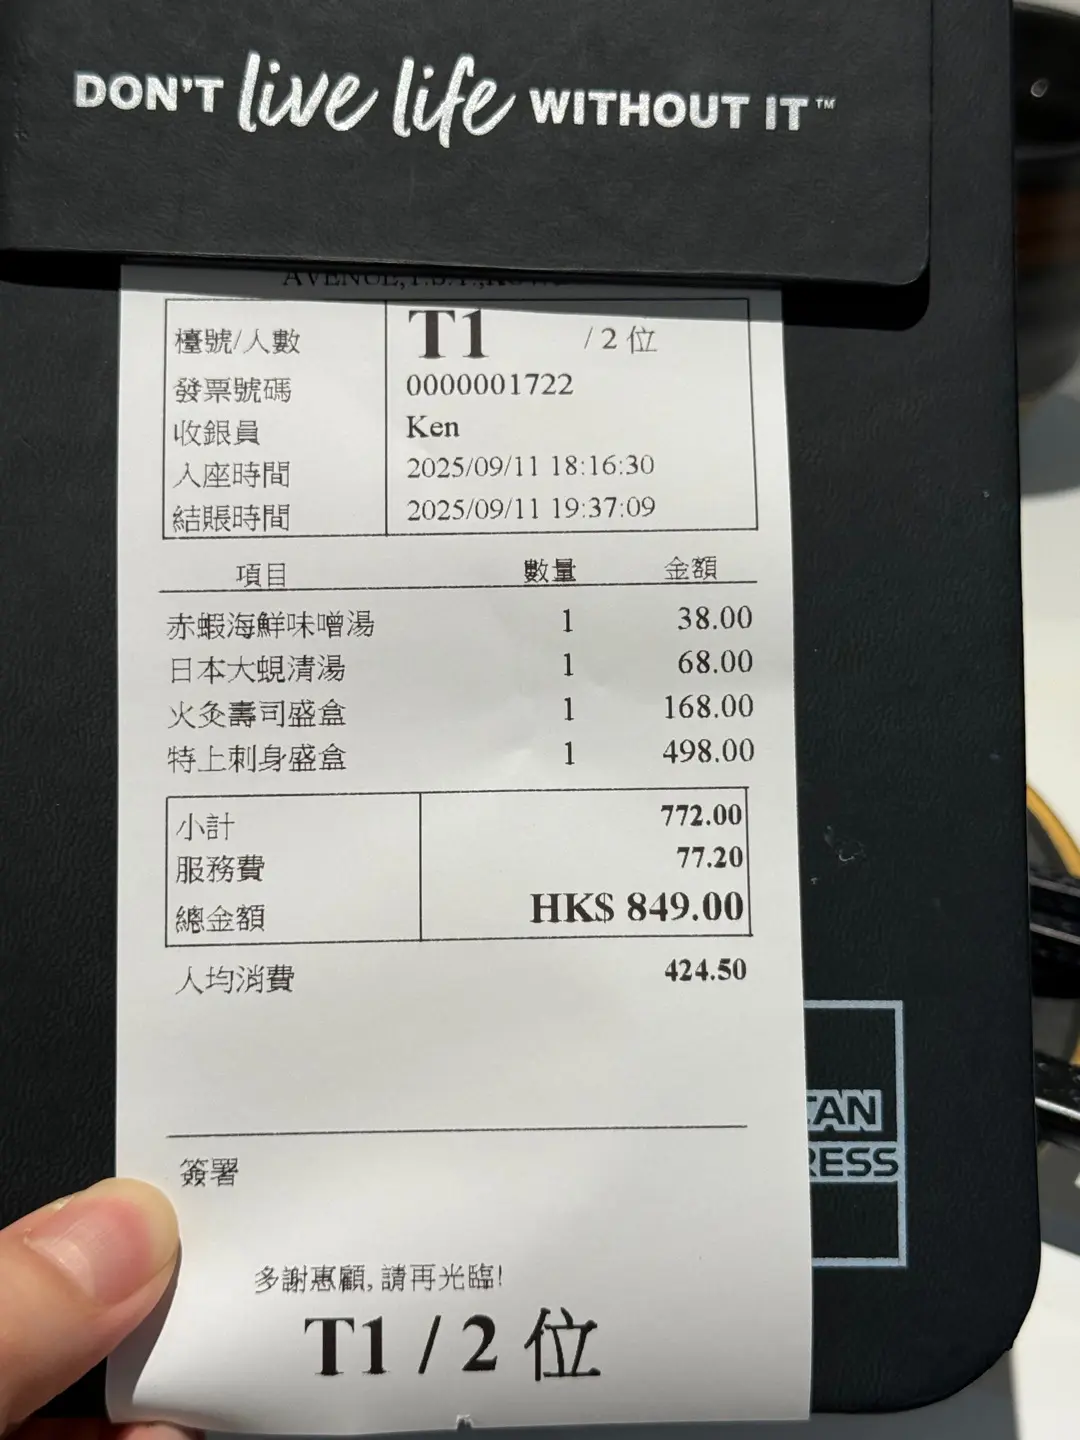 DON'T live life WITHOUT IT™
AVENUE, T.S.T.,
檯號/人數 T1 / 2 位
發票號碼 0000001722
收銀員 Ken
入座時間 2025/09/11 18:16:30
結賬時間 2025/09/11 19:37:09
項目 數量 金額
赤蝦海鮮味噌湯 1 38.00
日本大蜆清湯 1 68.00
火灸壽司盛盒 1 168.00
特上刺身盛盒 1 498.00
小計 772.00
服務費 77.20
總金額 HK$ 849.00
人均消費 424.50
簽署
多謝惠顧, 請再光臨!
T1 / 2 位
CAN
RESS